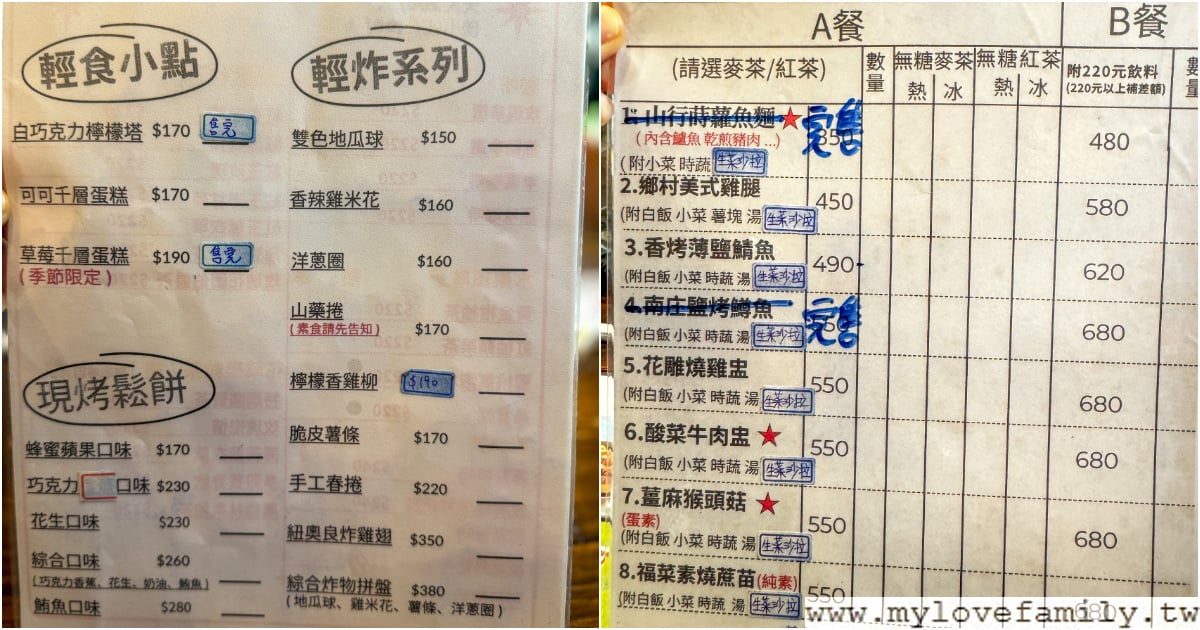 輕食小點
白巧克力檸檬塔 $170 售完
可可千層蛋糕 $170
草莓千層蛋糕 $190 售完
(季節限定)
現烤鬆餅
蜂蜜蘋果口味 $170
巧克力 口味 $230
花生口味 $230
綜合口味 $260
(巧克力香蕉、花生、奶油、鮪魚)
鮪魚口味 $280
輕炸系列
雙色地瓜球 $150
香辣雞米花 $160
洋蔥圈 $160
山藥捲
(素食請先告知) $170
檸檬香雞柳 $190
脆皮薯條 $170
手工春捲 $220
紐奧良炸雞翅 $350
綜合炸物拼盤 $380
(地瓜球、雞米花、薯條、洋蔥圈)
A餐 B餐
(請選麥茶/紅茶) 數量 無糖麥茶 無糖紅茶 附220元飲料 數量
熱 冰 熱 冰 (220元以上補差額)
1.山行蒔蘿魚麵★ 350 完售 480
(內含鱸魚 乾煎豬肉...)
(附小菜 時蔬 生菜沙拉
2.鄉村美式雞腿 450 580
(附白飯 小菜 薯塊 湯 生菜沙拉
3.香烤薄鹽鯖魚 490 620
(附白飯 小菜 時蔬 湯 生菜沙拉
4.南庄鹽烤鱒魚 完售 680
(附白飯 小菜 時蔬 湯 生菜沙拉
5.花雕燒雞盅 550 680
(附白飯 小菜 時蔬 湯 生菜沙拉
6.酸菜牛肉盅 ★ 550 680
(附白飯 小菜 時蔬 湯 生菜沙拉
7.薑麻猴頭菇 ★ 550 680
(蛋素)
(附白飯 小菜 時蔬 湯 生菜沙拉
8.福菜素燒蔗苗(純素) 550 680
(附白飯 小菜 時蔬 湯 生菜沙拉
www.mylovefamily.tw